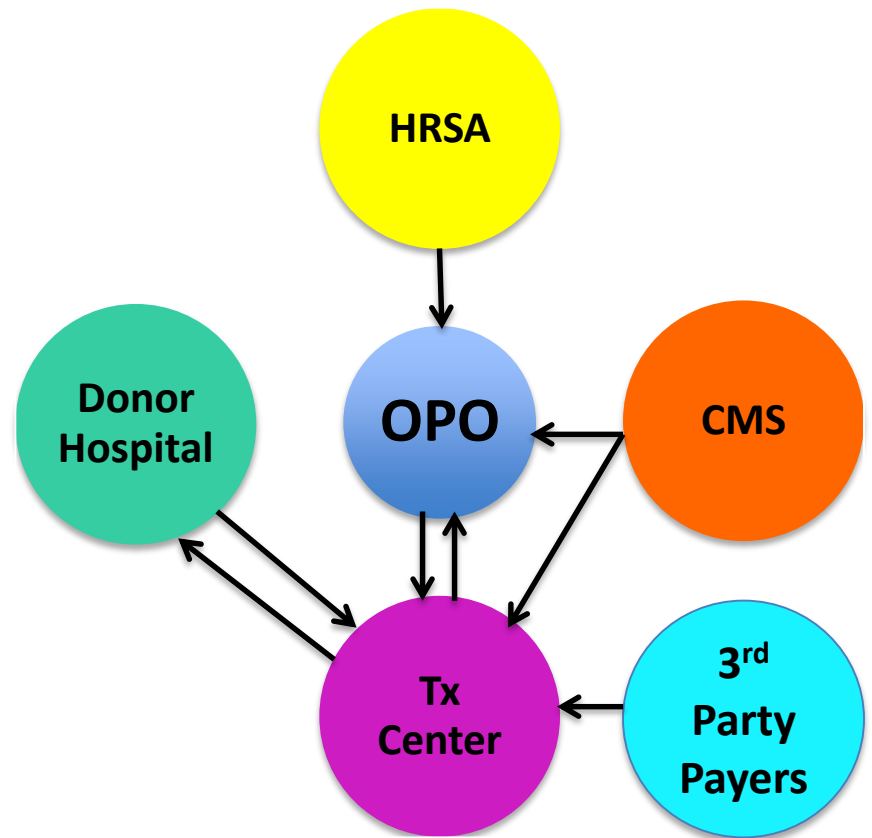 HRSA
Donor
Hospital
OPO
CMS
Tx
Center
3rd
Party
Payers